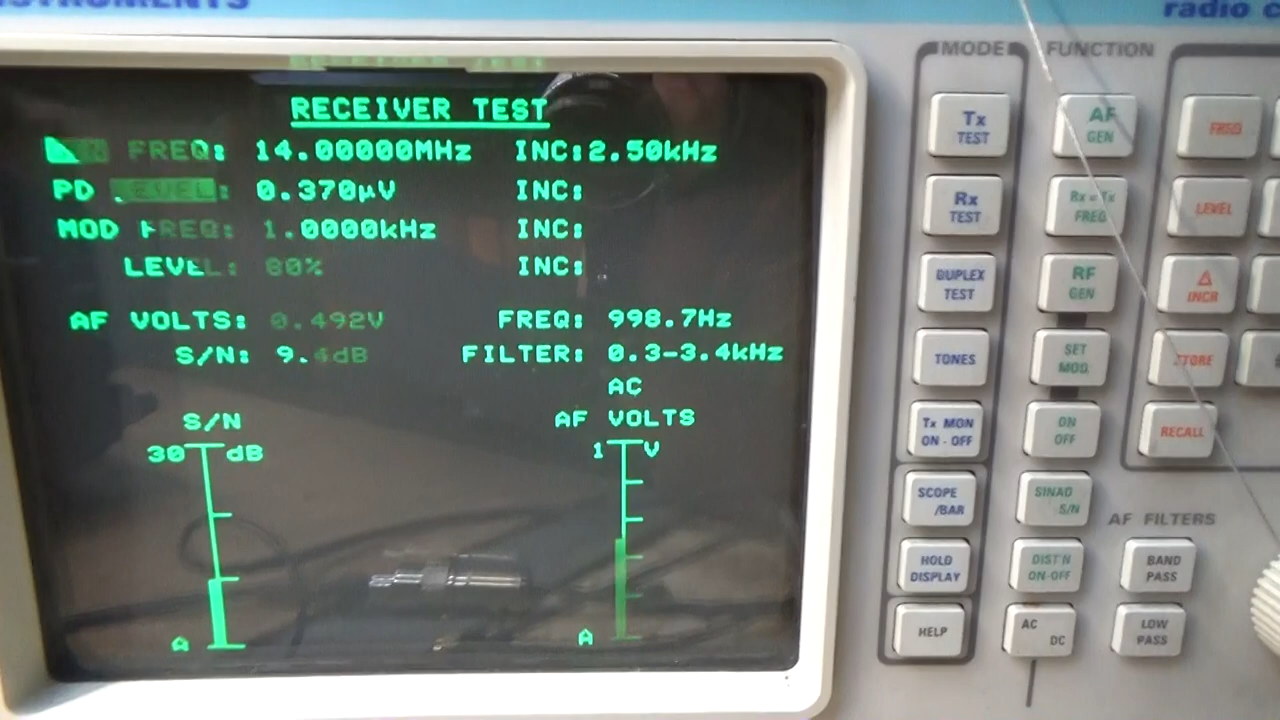 radio
RECEIVER TEST
FREQ: 14.00000MHz INC:2.50kHz
PD LEVEL: 0.370µV INC:
MOD FREQ: 1.0000kHz INC:
LEVEL: 80% INC:
AF VOLTS: 0.492V FREQ: 998.7Hz
S/N: 9.4dB FILTER: 0.3-3.4kHz
AC
S/N AF VOLTS
30 dB 1 V
A A
MODE
Tx TEST
Rx TEST
DUPLEX TEST
TONES
Tx MON ON - OFF
SCOPE /BAR
HOLD DISPLAY
HELP
FUNCTION
AF GEN
Rx=Tx FREQ
RF GEN
SET MOD.
ON OFF
SINAD S/N
DIST'N ON-OFF
AC DC
FREQ
LEVEL
Δ INCR
STORE
RECALL
AF FILTERS
BAND PASS
LOW PASS